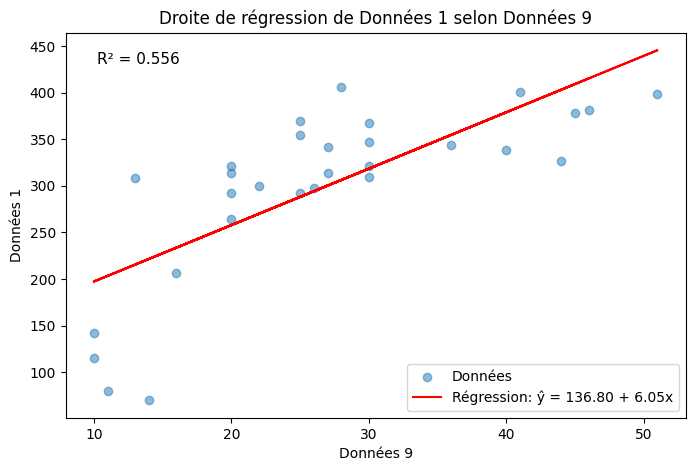 Droite de régression de Données 1 selon Données 9
R² = 0.556
450
400
350
300
250
200
150
100
Données 1
10
20
30
40
50
Données 9
Données
Régression: ŷ = 136.80 + 6.05x